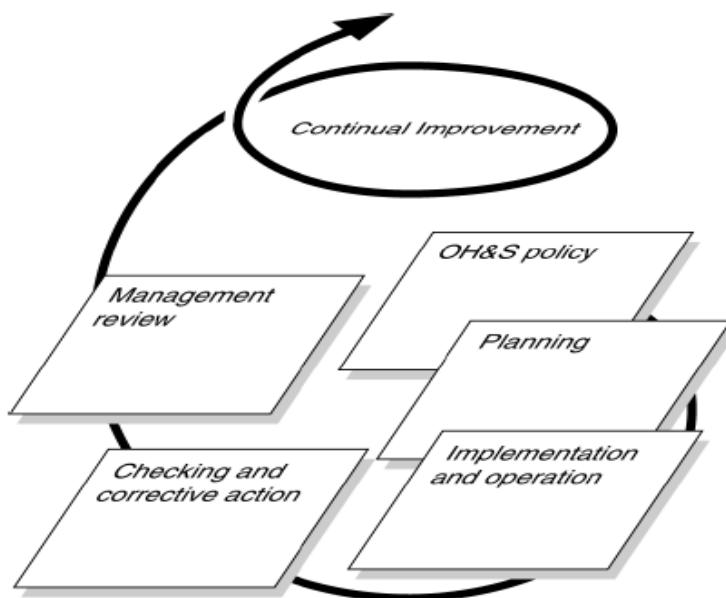 Continual Improvement
OH&S policy
Management
review
Planning
Implementation
and operation
Checking and
corrective action